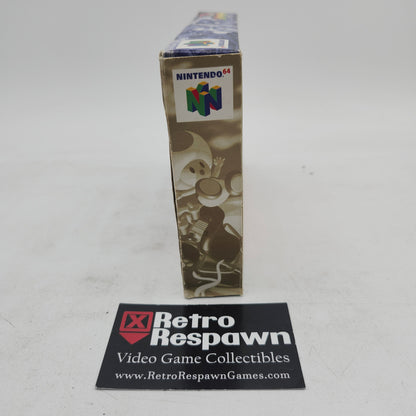 NINTENDO 64
Retro
Respawn
Video Game Collectibles
www.RetroRespawnGames.com